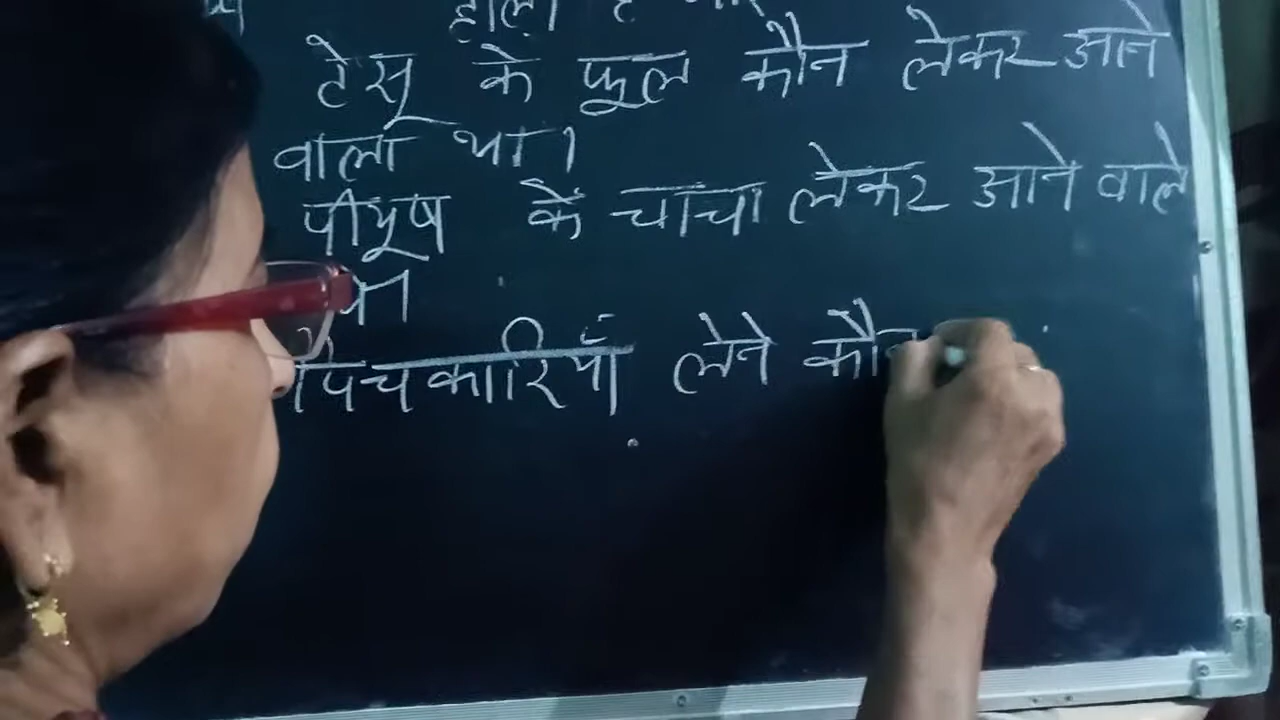 होली है
टेसू के फूल कौन लेकर आने
वाला था।
पीयूष के चाचा लेकर आने वाले
थे।
पिचकारियाँ लेने कौन